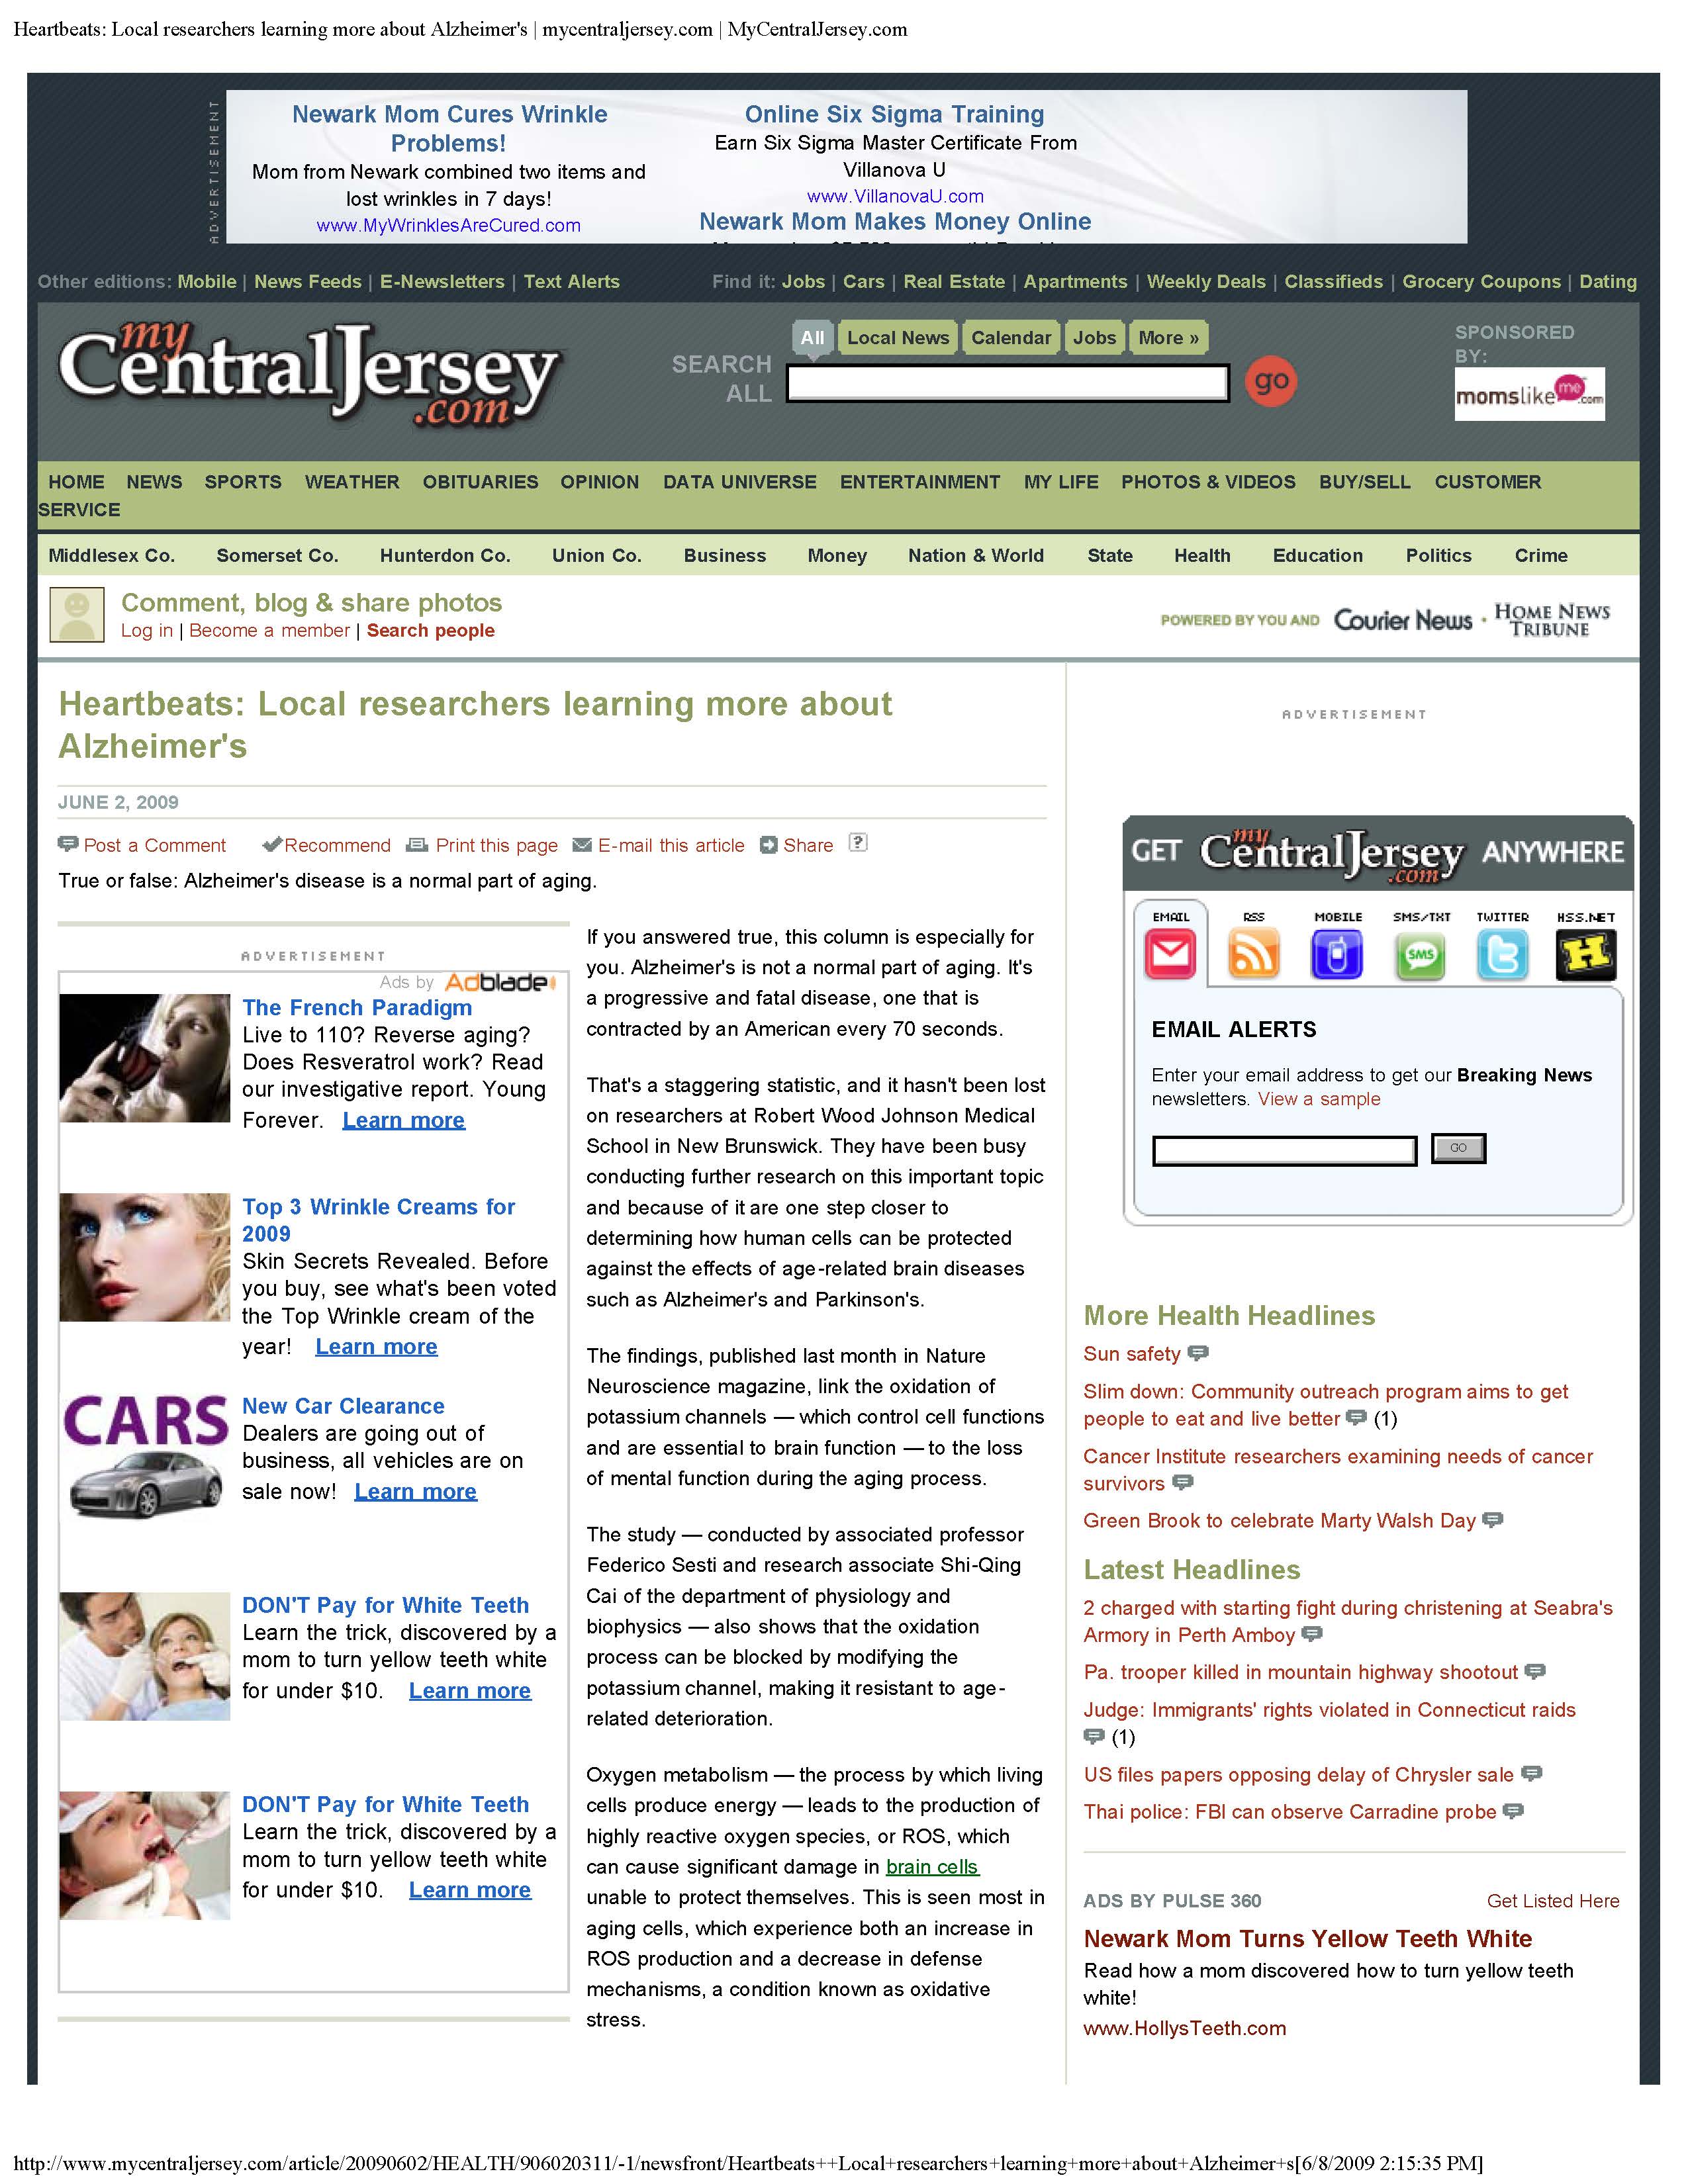 Heartbeats: Local researchers learning more about Alzheimer's | mycentraljersey.com | MyCentralJersey.com
ADVERTISEMENT
Newark Mom Cures Wrinkle
Problems!
Mom from Newark combined two items and
lost wrinkles in 7 days!
www.MyWrinklesAreCured.com
Online Six Sigma Training
Earn Six Sigma Master Certificate From
Villanova U
www.VillanovaU.com
Newark Mom Makes Money Online
Other editions: Mobile | News Feeds | E-Newsletters | Text Alerts
Find it: Jobs | Cars | Real Estate | Apartments | Weekly Deals | Classifieds | Grocery Coupons | Dating
my
CentralJersey
.com
All Local News Calendar Jobs More »
SEARCH
ALL
go
SPONSORED
BY:
momslikeme.com
HOME NEWS SPORTS WEATHER OBITUARIES OPINION DATA UNIVERSE ENTERTAINMENT MY LIFE PHOTOS & VIDEOS BUY/SELL CUSTOMER
SERVICE
Middlesex Co. Somerset Co. Hunterdon Co. Union Co. Business Money Nation & World State Health Education Politics Crime
Comment, blog & share photos
Log in | Become a member | Search people
POWERED BY YOU AND Courier News • HOME NEWS
TRIBUNE
Heartbeats: Local researchers learning more about
Alzheimer's
JUNE 2, 2009
Post a Comment Recommend Print this page E-mail this article Share ?
True or false: Alzheimer's disease is a normal part of aging.
ADVERTISEMENT
Ads by Adblade
The French Paradigm
Live to 110? Reverse aging?
Does Resveratrol work? Read
our investigative report. Young
Forever. Learn more
Top 3 Wrinkle Creams for
2009
Skin Secrets Revealed. Before
you buy, see what's been voted
the Top Wrinkle cream of the
year! Learn more
CARS
New Car Clearance
Dealers are going out of
business, all vehicles are on
sale now! Learn more
DON'T Pay for White Teeth
Learn the trick, discovered by a
mom to turn yellow teeth white
for under $10. Learn more
DON'T Pay for White Teeth
Learn the trick, discovered by a
mom to turn yellow teeth white
for under $10. Learn more
If you answered true, this column is especially for
you. Alzheimer's is not a normal part of aging. It's
a progressive and fatal disease, one that is
contracted by an American every 70 seconds.
That's a staggering statistic, and it hasn't been lost
on researchers at Robert Wood Johnson Medical
School in New Brunswick. They have been busy
conducting further research on this important topic
and because of it are one step closer to
determining how human cells can be protected
against the effects of age-related brain diseases
such as Alzheimer's and Parkinson's.
The findings, published last month in Nature
Neuroscience magazine, link the oxidation of
potassium channels — which control cell functions
and are essential to brain function — to the loss
of mental function during the aging process.
The study — conducted by associated professor
Federico Sesti and research associate Shi-Qing
Cai of the department of physiology and
biophysics — also shows that the oxidation
process can be blocked by modifying the
potassium channel, making it resistant to age-
related deterioration.
Oxygen metabolism — the process by which living
cells produce energy — leads to the production of
highly reactive oxygen species, or ROS, which
can cause significant damage in brain cells
unable to protect themselves. This is seen most in
aging cells, which experience both an increase in
ROS production and a decrease in defense
mechanisms, a condition known as oxidative
stress.
ADVERTISEMENT
GET my CentralJersey .com ANYWHERE
EMAIL RSS MOBILE SMS/TXT TWITTER HSS.NET
SMS
EMAIL ALERTS
Enter your email address to get our Breaking News
newsletters. View a sample
GO
More Health Headlines
Sun safety
Slim down: Community outreach program aims to get
people to eat and live better (1)
Cancer Institute researchers examining needs of cancer
survivors
Green Brook to celebrate Marty Walsh Day
Latest Headlines
2 charged with starting fight during christening at Seabra's
Armory in Perth Amboy
Pa. trooper killed in mountain highway shootout
Judge: Immigrants' rights violated in Connecticut raids
(1)
US files papers opposing delay of Chrysler sale
Thai police: FBI can observe Carradine probe
ADS BY PULSE 360 Get Listed Here
Newark Mom Turns Yellow Teeth White
Read how a mom discovered how to turn yellow teeth
white!
www.HollysTeeth.com
http://www.mycentraljersey.com/article/20090602/HEALTH/906020311/-1/newsfront/Heartbeats++Local+researchers+learning+more+about+Alzheimer+s[6/8/2009 2:15:35 PM]